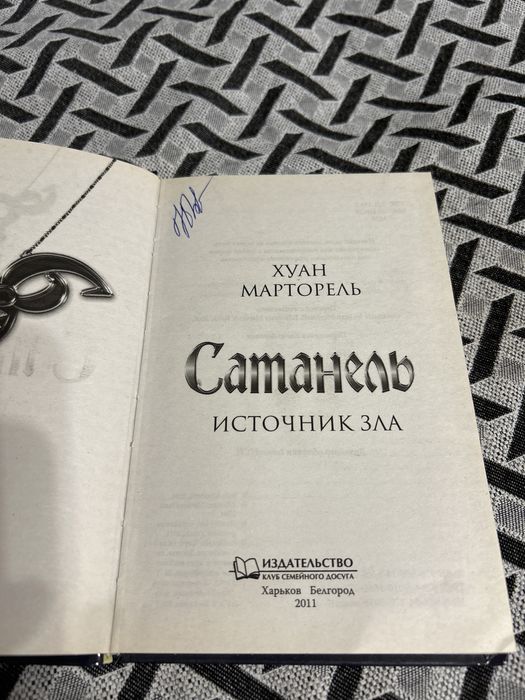 ХУАН
МАРТОРЕЛЬ
Сатанель
ИСТОЧНИК ЗЛА
ИЗДАТЕЛЬСТВО
КЛУБ СЕМЕЙНОГО ДОСУГА
Харьков Белгород
2011